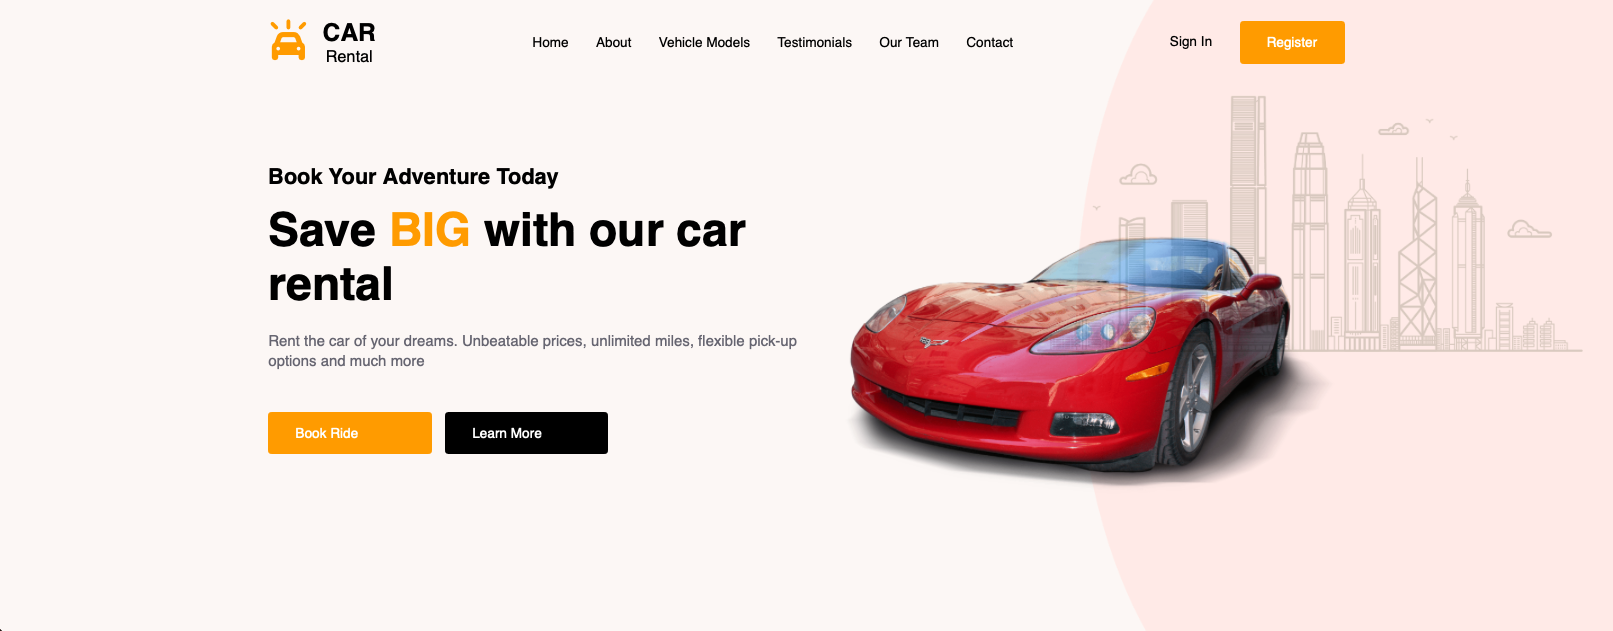 CAR
Rental
Home About Vehicle Models Testimonials Our Team Contact
Sign In Register
Book Your Adventure Today
Save BIG with our car
rental
Rent the car of your dreams. Unbeatable prices, unlimited miles, flexible pick-up
options and much more
Book Ride Learn More